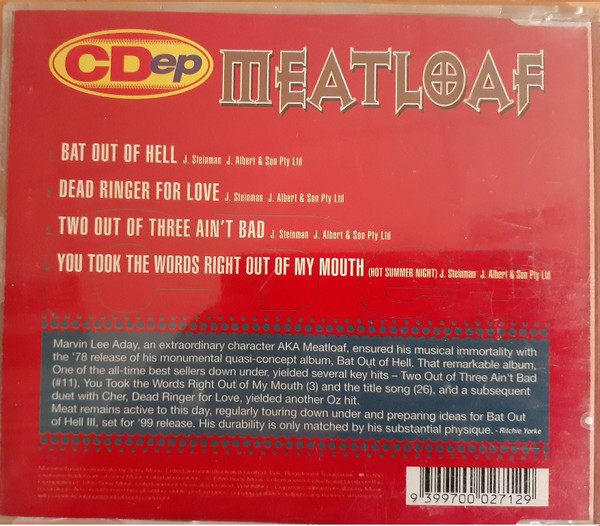 CDep MEATLOAF
BAT OUT OF HELL J. Steinman J. Albert & Son Pty Ltd
DEAD RINGER FOR LOVE J. Steinman J. Albert & Son Pty Ltd
TWO OUT OF THREE AIN'T BAD J. Steinman J. Albert & Son Pty Ltd
YOU TOOK THE WORDS RIGHT OUT OF MY MOUTH (HOT SUMMER NIGHT) J. Steinman J. Albert & Son Pty Ltd
Marvin Lee Aday, an extraordinary character AKA Meatloaf, ensured his musical immortality with
the '78 release of his monumental quasi-concept album, Bat Out of Hell. That remarkable album,
One of the all-time best sellers down under, yielded several key hits – Two Out of Three Ain't Bad
(#11), You Took the Words Right Out of My Mouth (3) and the title song (26), and a subsequent
duet with Cher, Dead Ringer for Love, yielded another Oz hit.
Meat remains active to this day, regularly touring down under and preparing ideas for Bat Out
of Hell III, set for '99 release. His durability is only matched by his substantial physique. - Ritchie Yorke
9 399700 027129